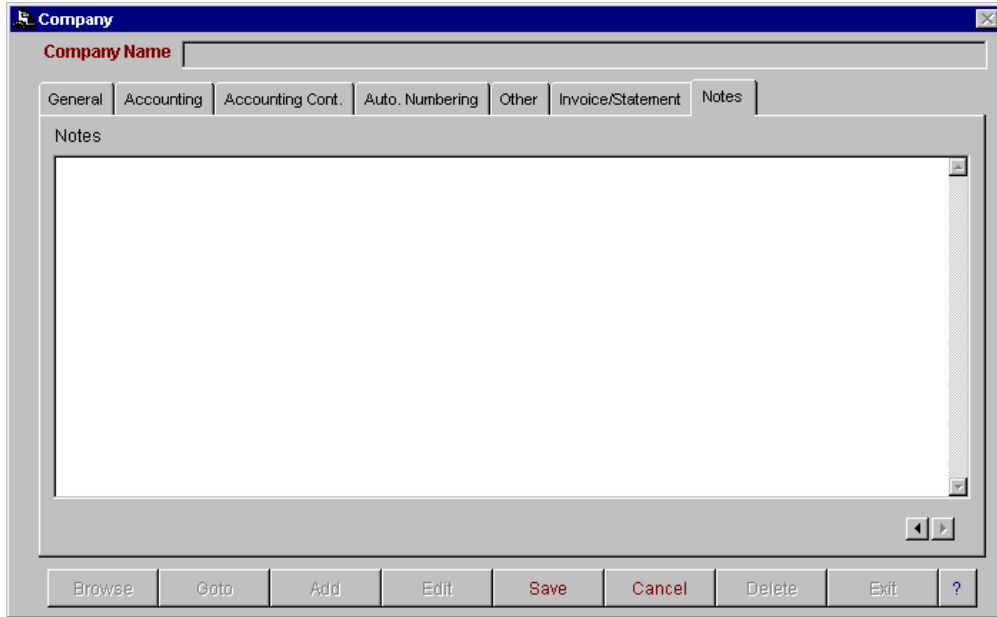 Company
Company Name
General Accounting Accounting Cont. Auto. Numbering Other Invoice/Statement Notes
Notes
Browse Goto Add Edit Save Cancel Delete Exit ?